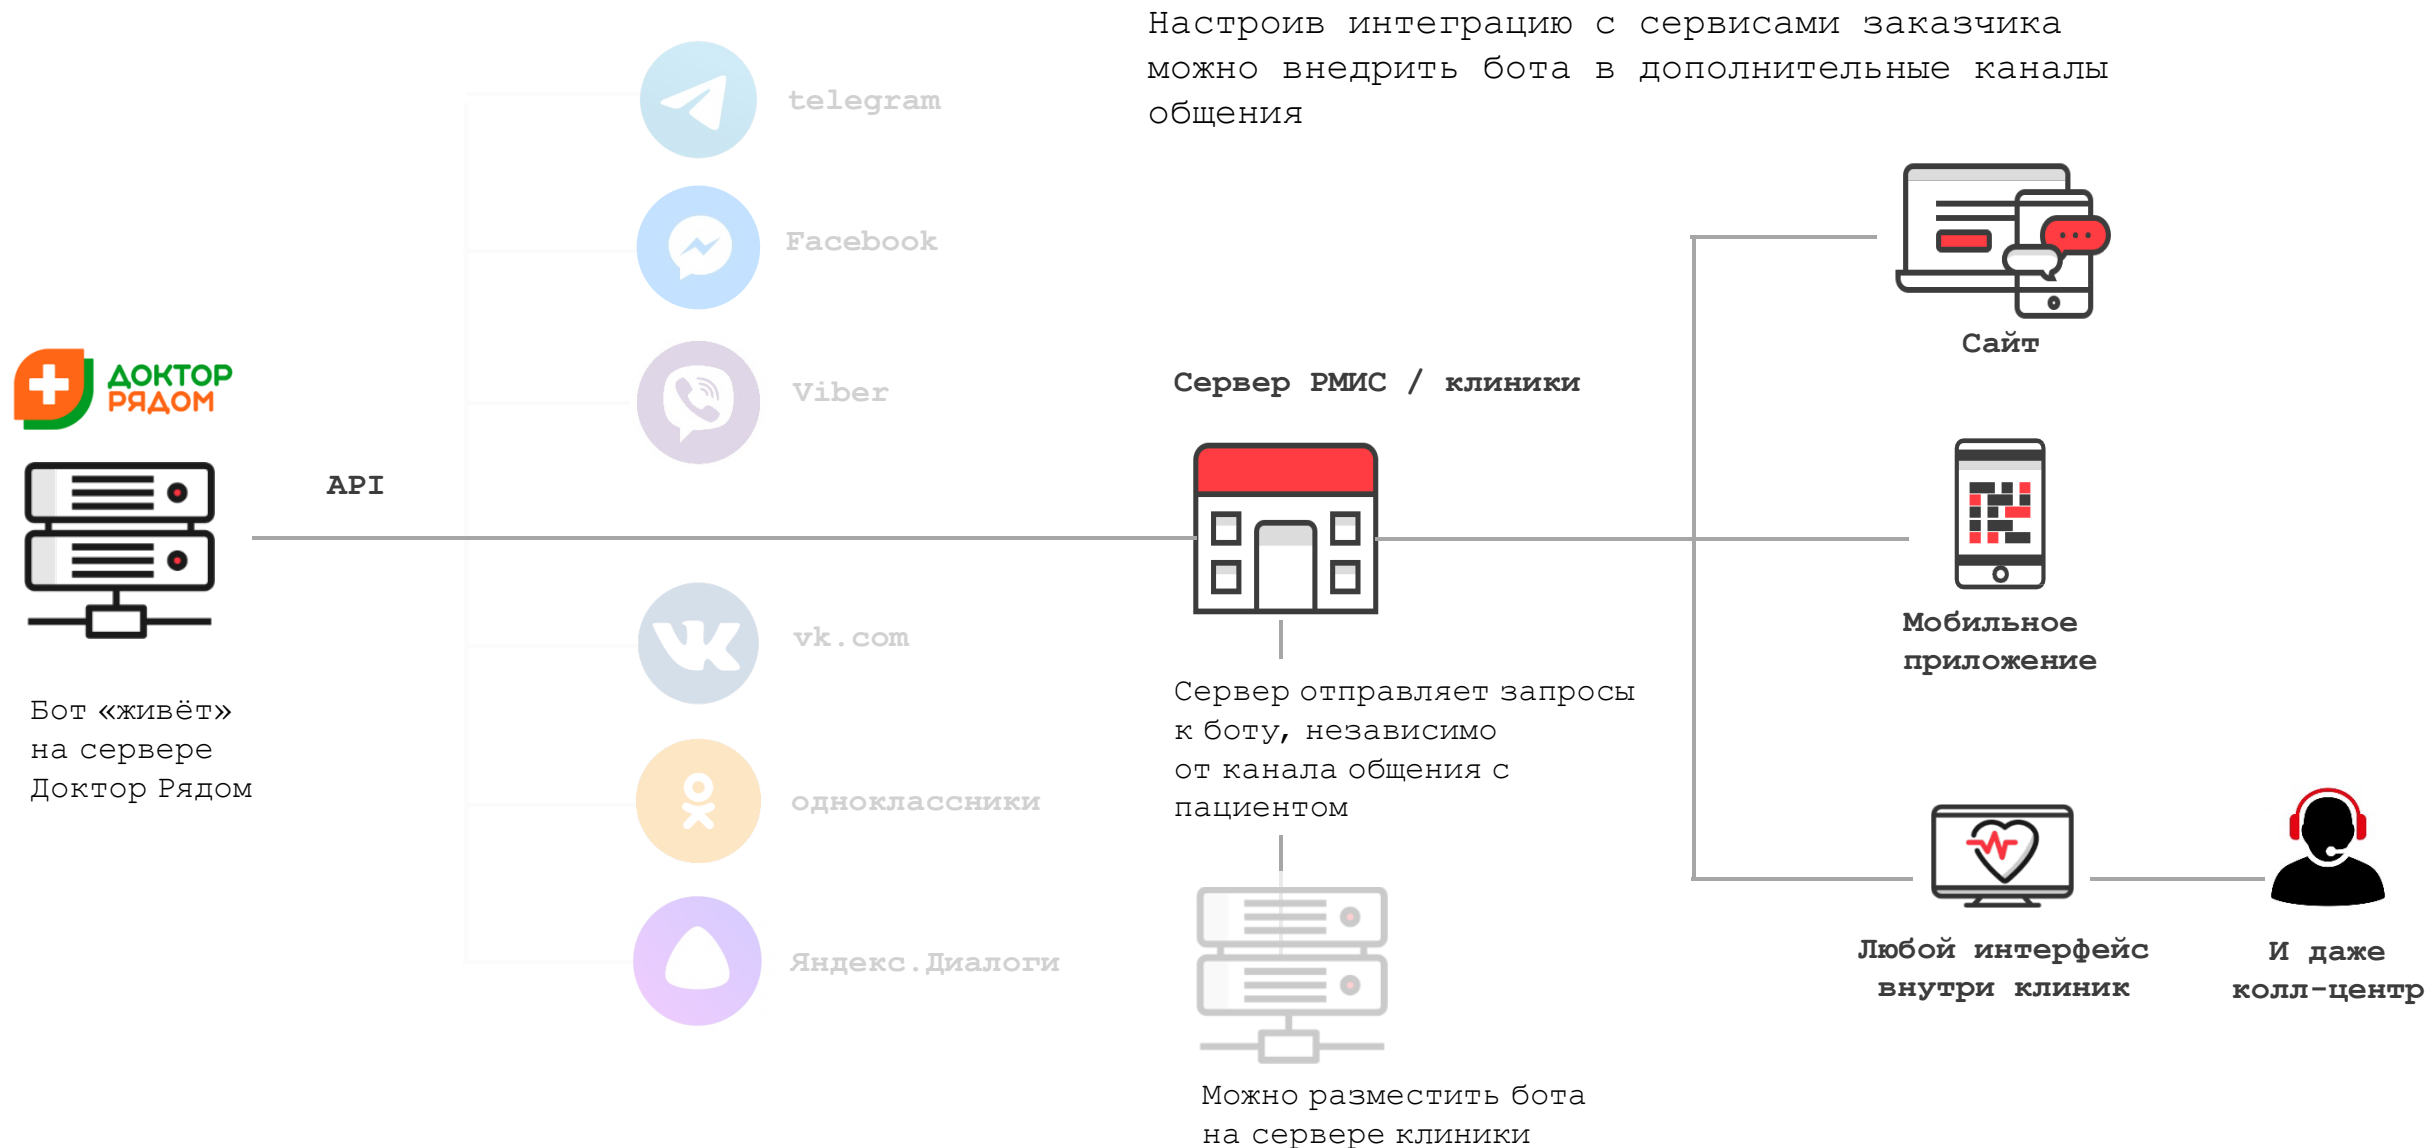 Настроив интеграцию с сервисами заказчика
можно внедрить бота в дополнительные каналы
общения
telegram
Facebook
Viber
vk.com
одноклассники
Яндекс.Диалоги
ДОКТОР
РЯДОМ
API
Бот «живёт»
на сервере
Доктор Рядом
Сервер РМИС / клиники
Сервер отправляет запросы
к боту, независимо
от канала общения с
пациентом
Можно разместить бота
на сервере клиники
Сайт
Мобильное
приложение
Любой интерфейс
внутри клиник
И даже
колл-центр